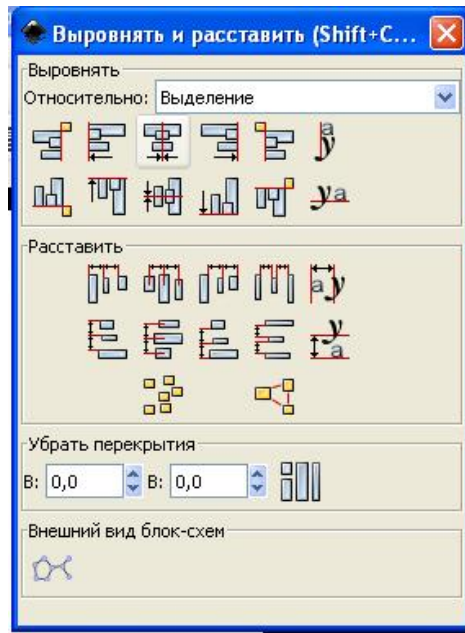 Выровнять и расставить (Shift+C...
Выровнять
Относительно: Выделение
Расставить
Убрать перекрытия
В: 0,0 В: 0,0
Внешний вид блок-схем